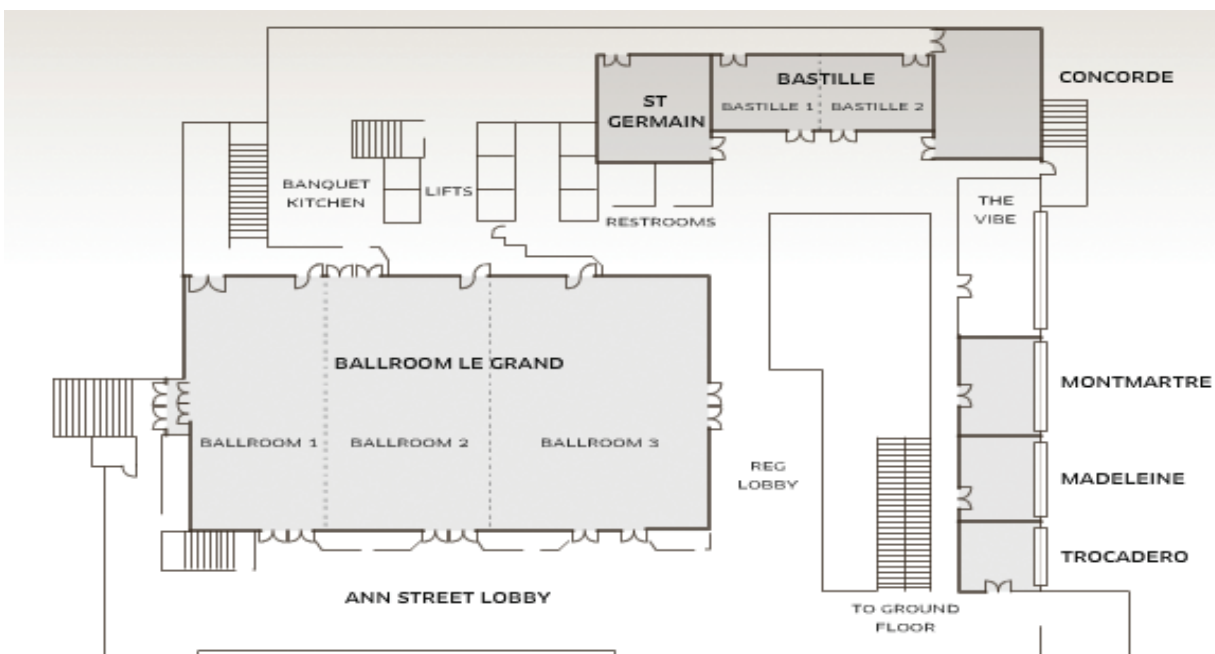 CONCORDE
BASTILLE
BASTILLE 1
BASTILLE 2
ST
GERMAIN
BANQUET
KITCHEN
LIFTS
RESTROOMS
THE
VIBE
BALLROOM LE GRAND
MONTMARTRE
BALLROOM 1
BALLROOM 2
BALLROOM 3
REG
LOBBY
MADELEINE
TROCADERO
ANN STREET LOBBY
TO GROUND
FLOOR